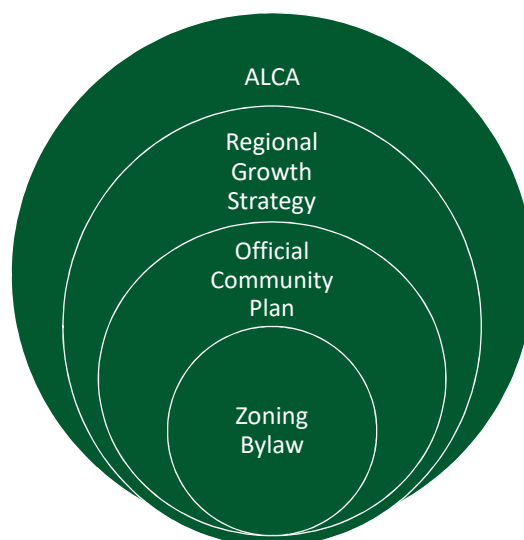 ALCA
Regional
Growth
Strategy
Official
Community
Plan
Zoning
Bylaw